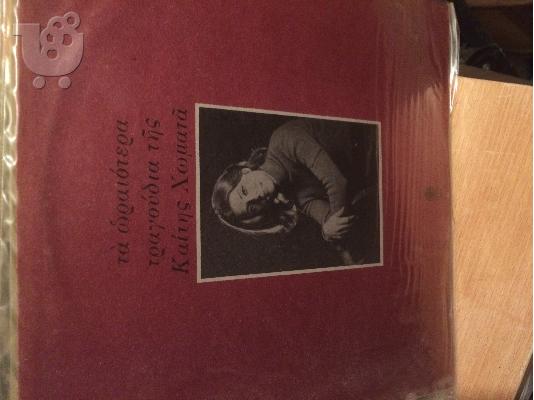 τὰ ὡραιότερα
τραγούδια τῆς
Καίτης Χωματᾶ